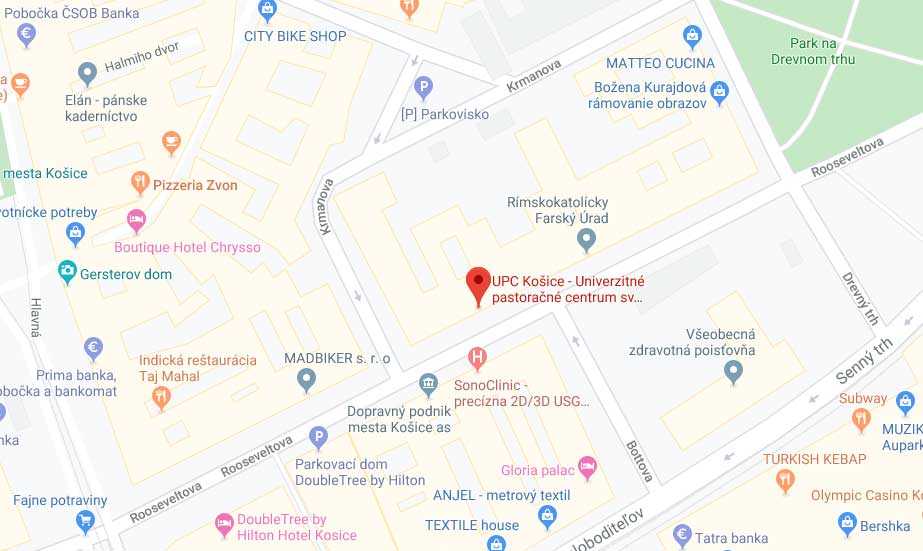 Pobočka ČSOB Banka
CITY BIKE SHOP
Halmiho dvor
Elán - pánske
kaderníctvo
[P] Parkovisko
Krmanova
MATTEO CUCINA
Božena Kurajdová
rámovanie obrazov
Park na
Drevnom trhu
Rooseveltova
mesta Košice
Pizzeria Zvon
Krmanova
Rímskokatolícky
Farský Úrad
votnícke potreby
Boutique Hotel Chrysso
Gersterov dom
UPC Košice - Univerzitné
pastoračné centrum sv...
Drevný trh
Hlavná
Všeobecná
zdravotná poisťovňa
Senný trh
Prima banka,
obočka a bankomat
Indická reštaurácia
Taj Mahal
MADBIKER s. r. o
SonoClinic -
precízna 2D/3D USG...
Dopravný podnik
mesta Košice as
Subway
MUZIK
Aupark
nka
Rooseveltova
Parkovací dom
DoubleTree by Hilton
Gloria palac
Bottova
TURKISH KEBAP
Fajne potraviny
Rooseveltova
ANJEL - metrový textil
Olympic Casino Ko
DoubleTree by
Hilton Hotel Kosice
TEXTILE house
sloboditeľov
Tatra banka
Bershka